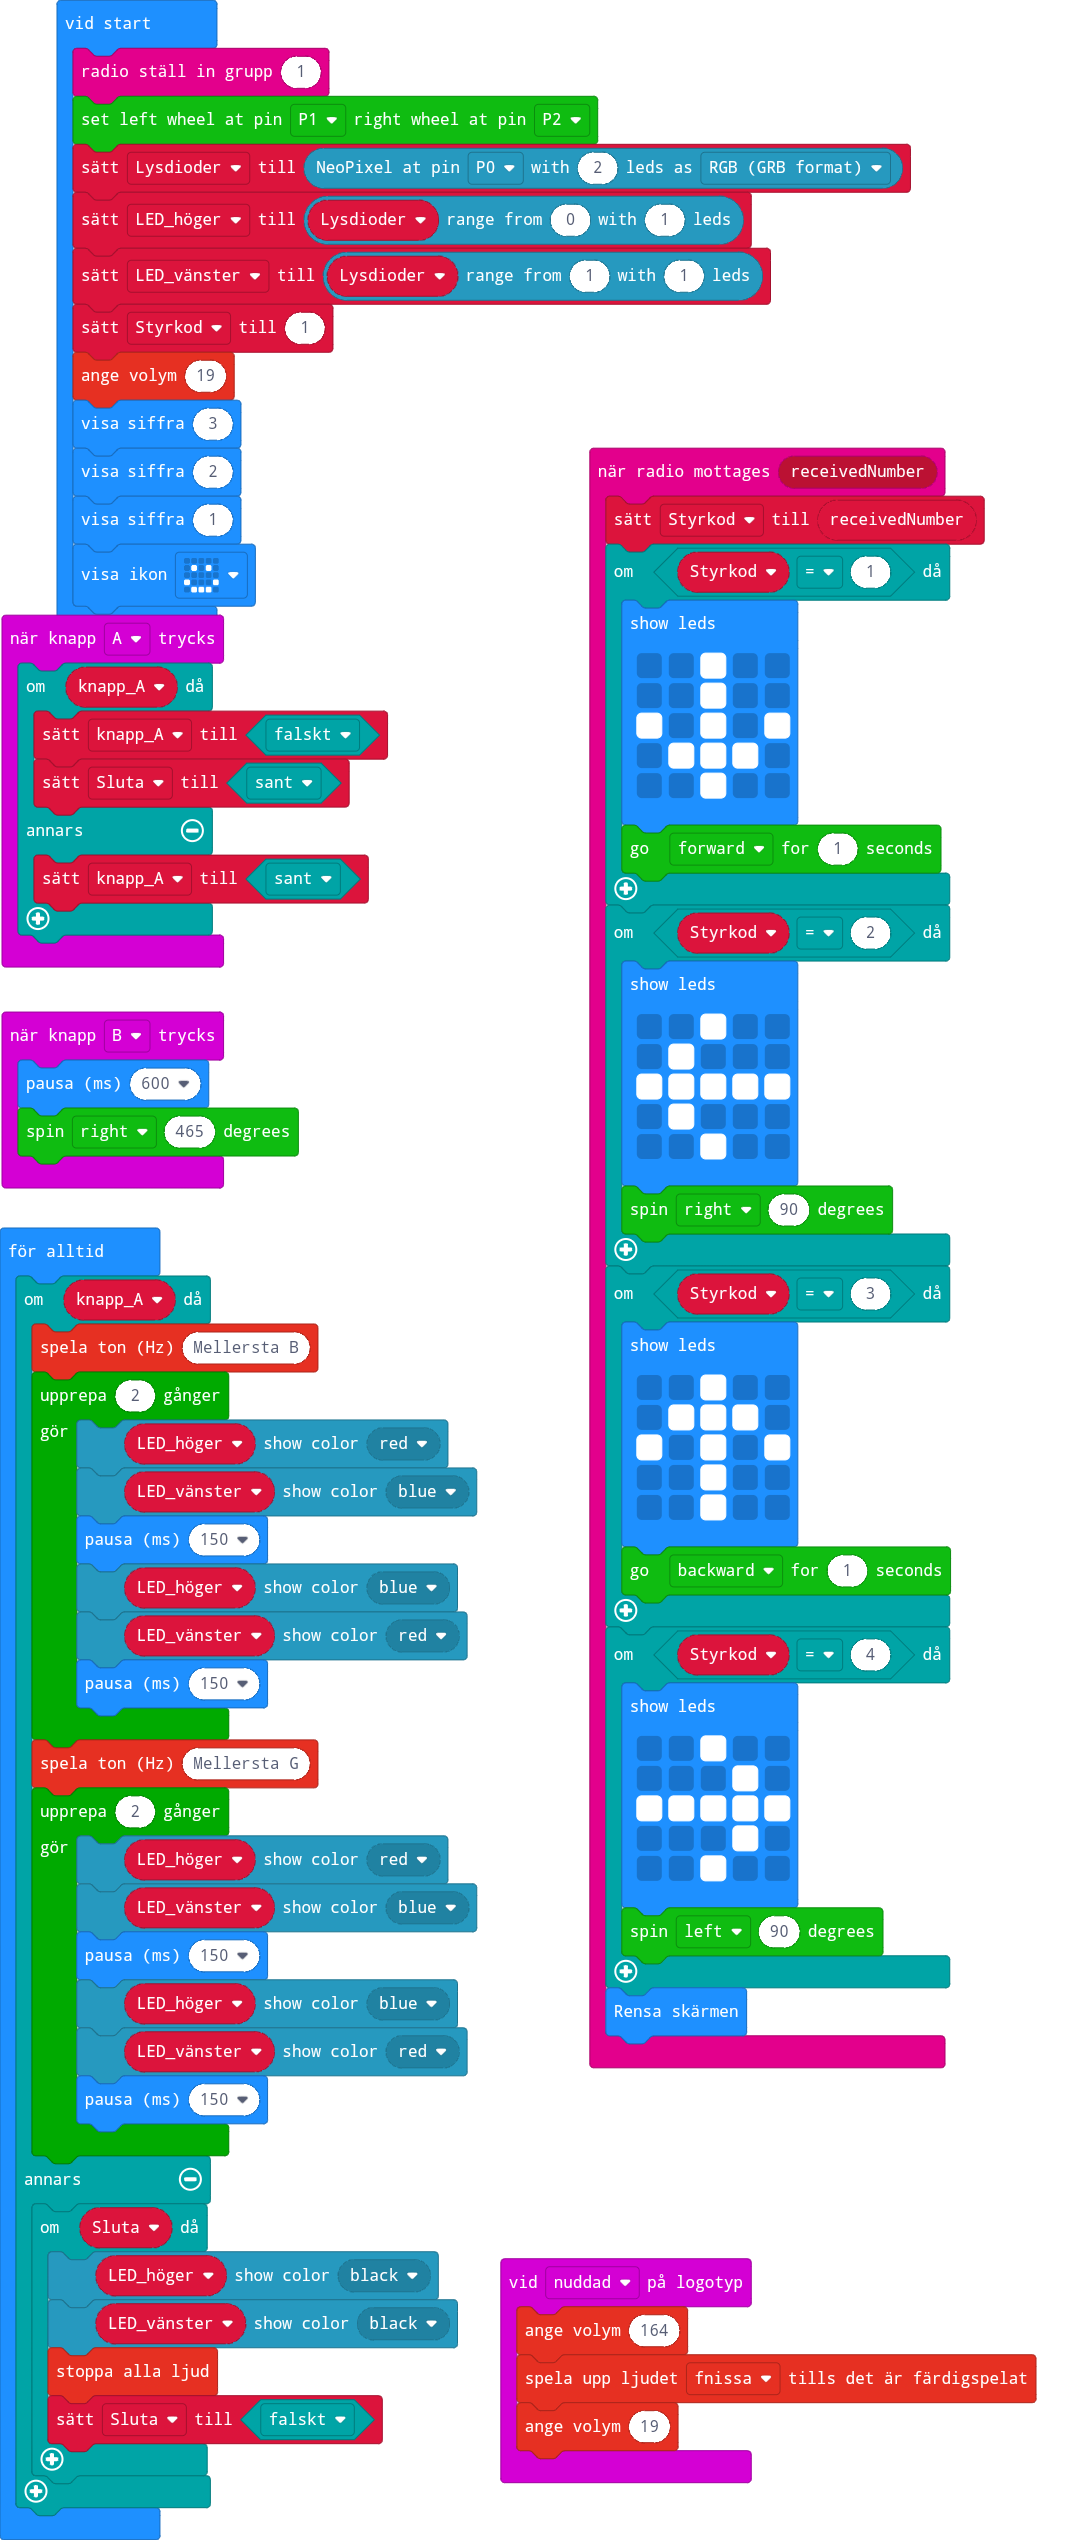 vid start
radio ställ in grupp 1
set left wheel at pin P1 right wheel at pin P2
sätt Lysdioder till NeoPixel at pin P0 with 2 leds as RGB (GRB format)
sätt LED_höger till Lysdioder range from 0 with 1 leds
sätt LED_vänster till Lysdioder range from 1 with 1 leds
sätt Styrkod till 1
ange volym 19
visa siffra 3
visa siffra 2
visa siffra 1
visa ikon
när knapp A trycks
om knapp_A då
sätt knapp_A till falskt
sätt Sluta till sant
annars
sätt knapp_A till sant
när knapp B trycks
pausa (ms) 600
spin right 465 degrees
för alltid
om knapp_A då
spela ton (Hz) Mellersta B
upprepa 2 gånger
gör LED_höger show color red
LED_vänster show color blue
pausa (ms) 150
LED_höger show color blue
LED_vänster show color red
pausa (ms) 150
spela ton (Hz) Mellersta G
upprepa 2 gånger
gör LED_höger show color red
LED_vänster show color blue
pausa (ms) 150
LED_höger show color blue
LED_vänster show color red
pausa (ms) 150
annars
om Sluta då
LED_höger show color black
LED_vänster show color black
stoppa alla ljud
sätt Sluta till falskt
när radio mottages receivedNumber
sätt Styrkod till receivedNumber
om Styrkod = 1 då
show leds
go forward for 1 seconds
om Styrkod = 2 då
show leds
spin right 90 degrees
om Styrkod = 3 då
show leds
go backward for 1 seconds
om Styrkod = 4 då
show leds
spin left 90 degrees
Rensa skärmen
vid nuddad på logotyp
ange volym 164
spela upp ljudet fnissa tills det är färdigspelat
ange volym 19